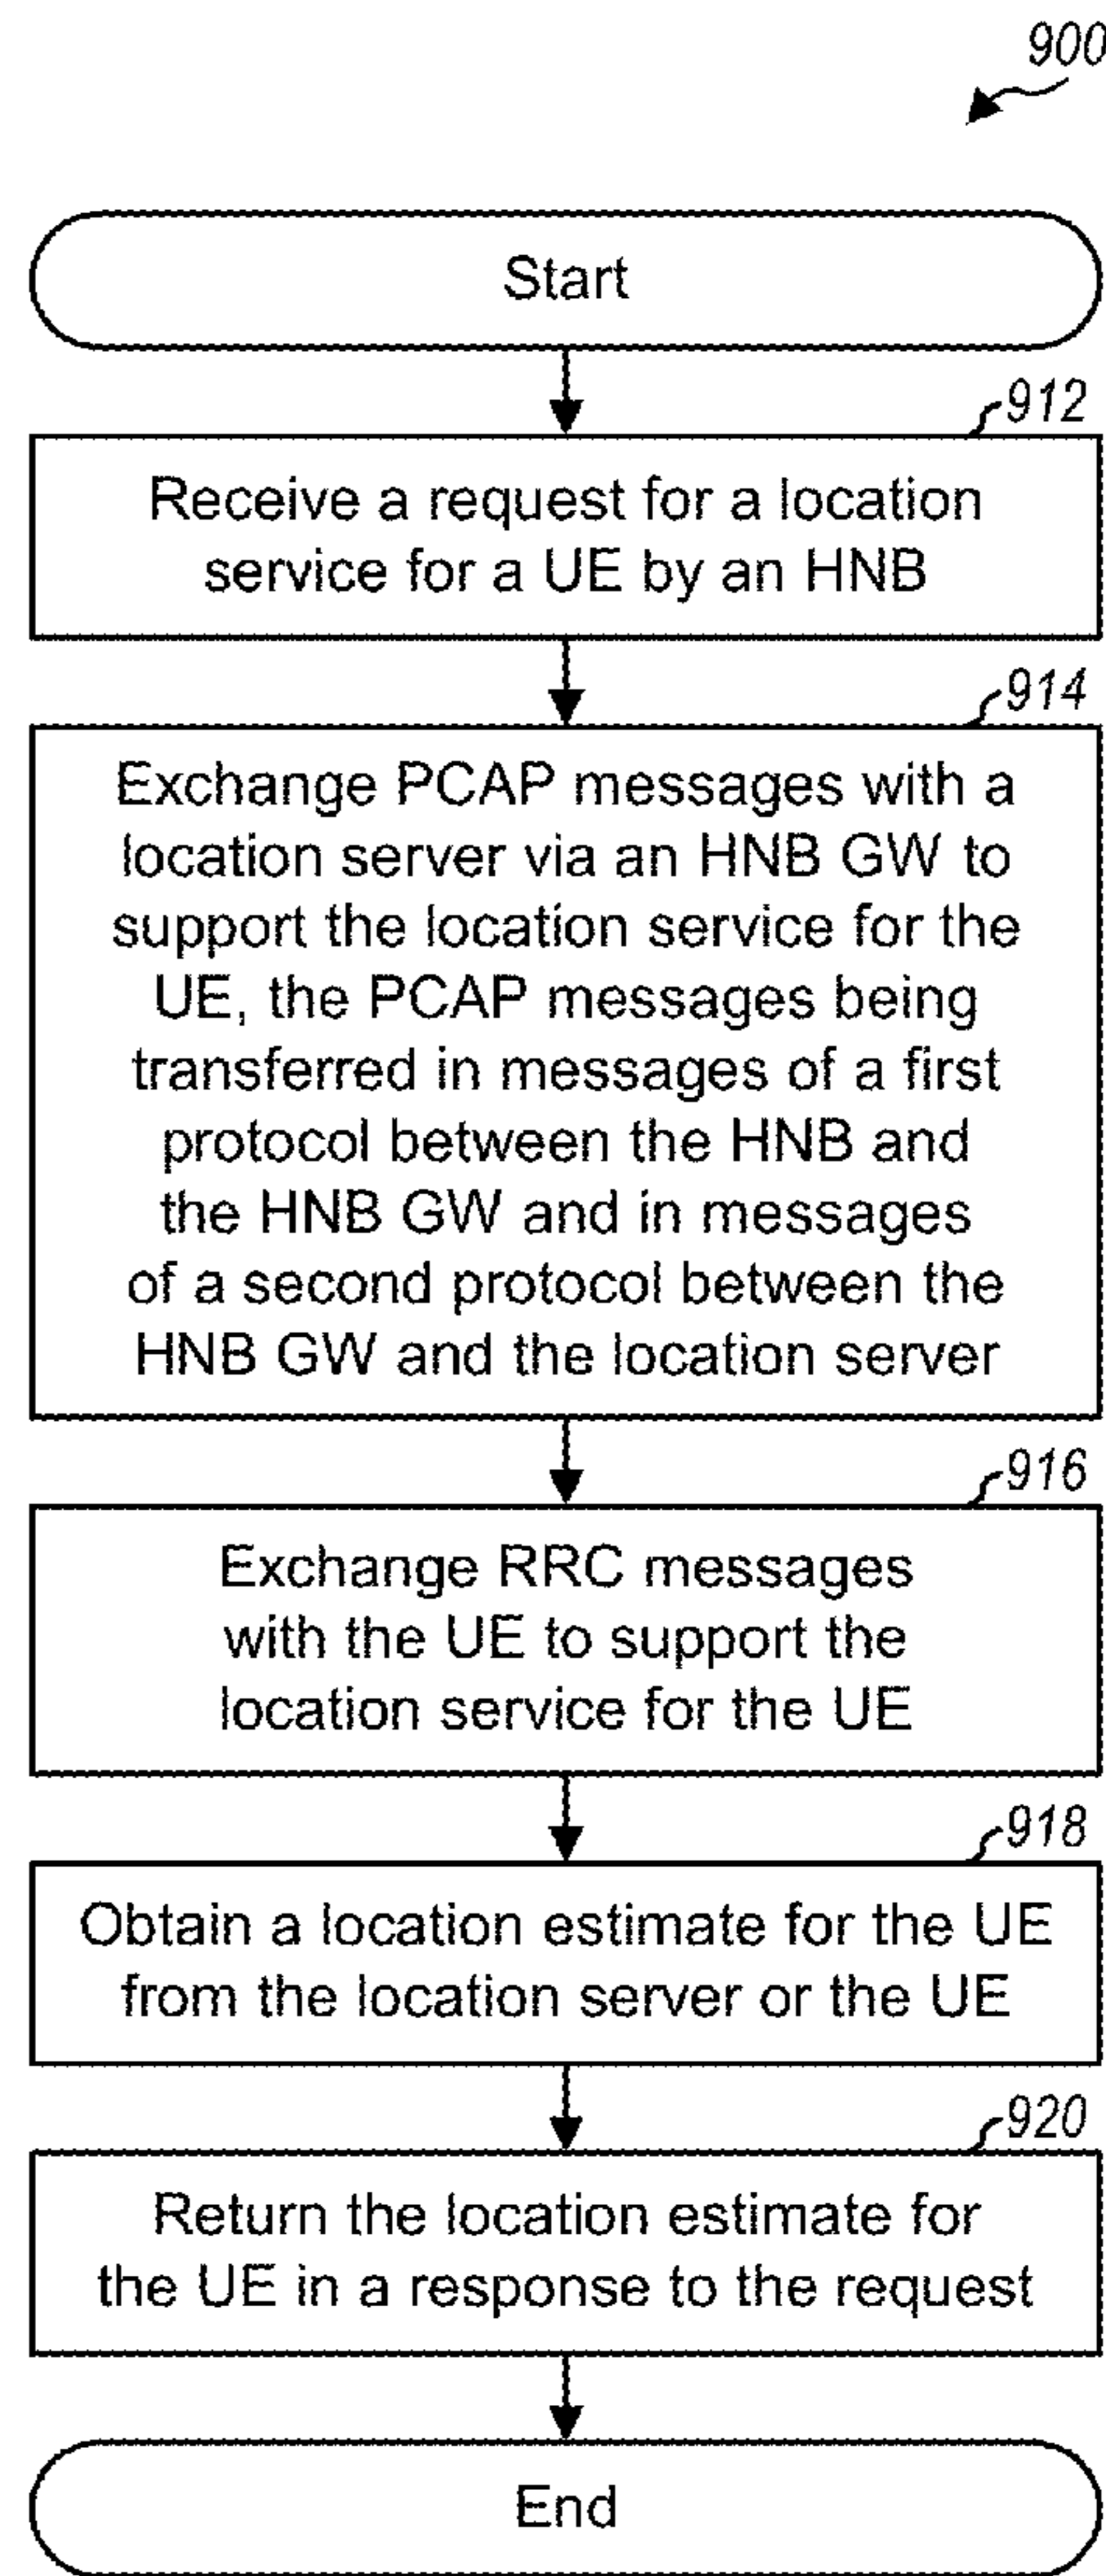 900
Start
912
Receive a request for a location
service for a UE by an HNB
914
Exchange PCAP messages with a
location server via an HNB GW to
support the location service for the
UE, the PCAP messages being
transferred in messages of a first
protocol between the HNB and
the HNB GW and in messages
of a second protocol between the
HNB GW and the location server
916
Exchange RRC messages
with the UE to support the
location service for the UE
918
Obtain a location estimate for the UE
from the location server or the UE
920
Return the location estimate for
the UE in a response to the request
End